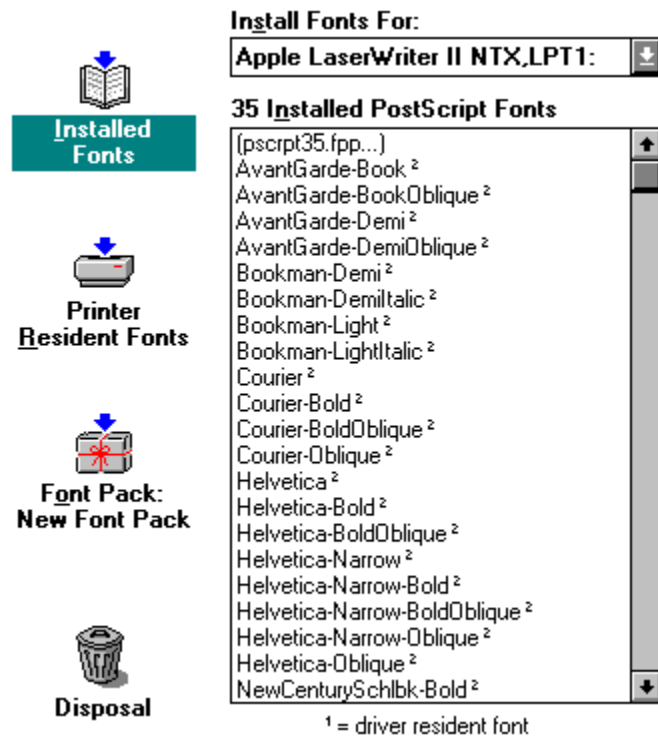 Install Fonts For:
Apple LaserWriter II NTX,LPT1:
Installed
Fonts
Printer
Resident Fonts
Font Pack:
New Font Pack
Disposal
35 Installed PostScript Fonts
(pscrpt35.fpp...)
AvantGarde-Book ²
AvantGarde-BookOblique ²
AvantGarde-Demi ²
AvantGarde-DemiOblique ²
Bookman-Demi ²
Bookman-DemiItalic ²
Bookman-Light ²
Bookman-LightItalic ²
Courier ²
Courier-Bold ²
Courier-BoldOblique ²
Courier-Oblique ²
Helvetica ²
Helvetica-Bold ²
Helvetica-BoldOblique ²
Helvetica-Narrow ²
Helvetica-Narrow-Bold ²
Helvetica-Narrow-BoldOblique ²
Helvetica-Narrow-Oblique ²
Helvetica-Oblique ²
NewCenturySchlbk-Bold ²
¹ = driver resident font